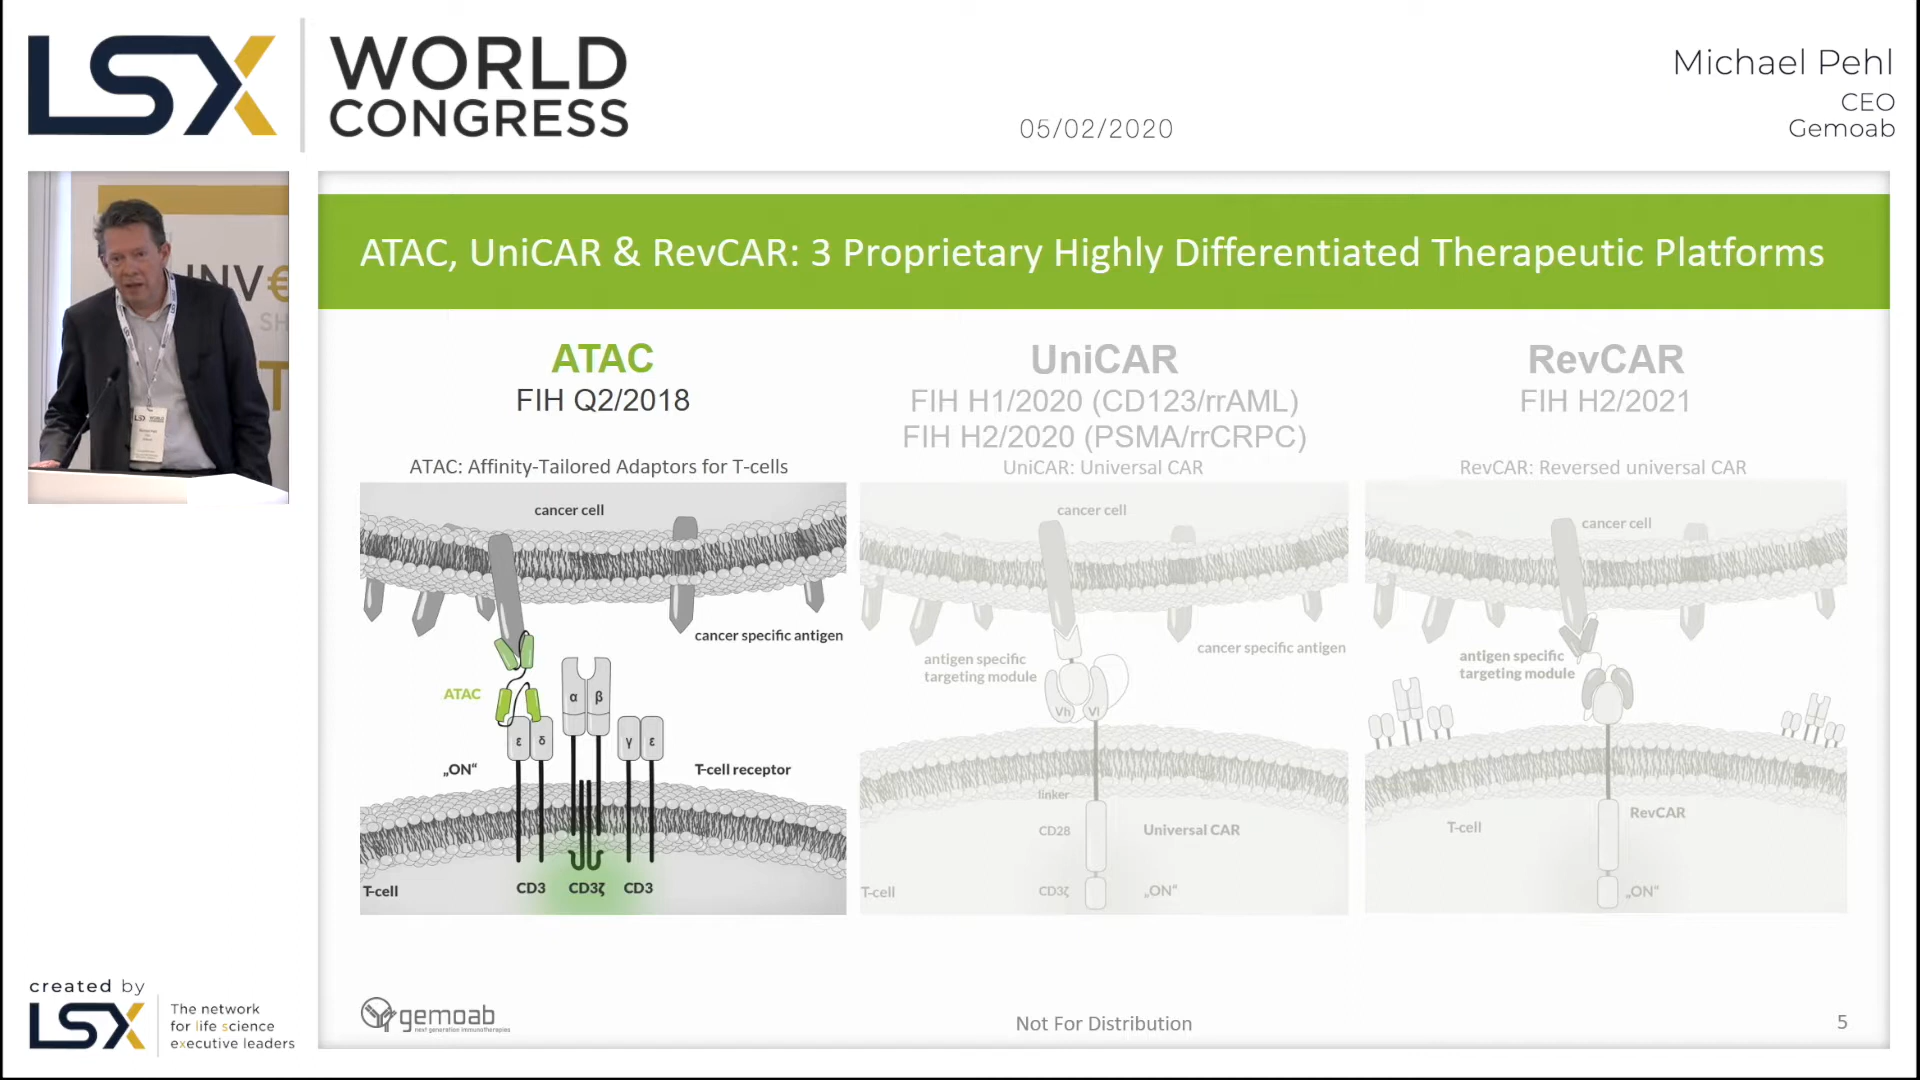 LSX
WORLD
CONGRESS
05/02/2020
Michael Pehl
CEO
Gemoab
INV€
SH
T
ATAC, UniCAR & RevCAR: 3 Proprietary Highly Differentiated Therapeutic Platforms
ATAC
FIH Q2/2018
ATAC: Affinity-Tailored Adaptors for T-cells
cancer cell
cancer specific antigen
ATAC
α β
ε δ
γ ε
„ON“
T-cell receptor
T-cell
CD3 CD3ζ CD3
UniCAR
FIH H1/2020 (CD123/rrAML)
FIH H2/2020 (PSMA/rrCRPC)
UniCAR: Universal CAR
cancer cell
cancer specific antigen
antigen specific
targeting module
Vh Vl
linker
CD28
Universal CAR
T-cell
CD3ζ
„ON“
RevCAR
FIH H2/2021
RevCAR: Reversed universal CAR
cancer cell
antigen specific
targeting module
RevCAR
T-cell
„ON“
gemoab
next generation immunotherapies
Not For Distribution
5
created by
LSX
The network
for life science
executive leaders